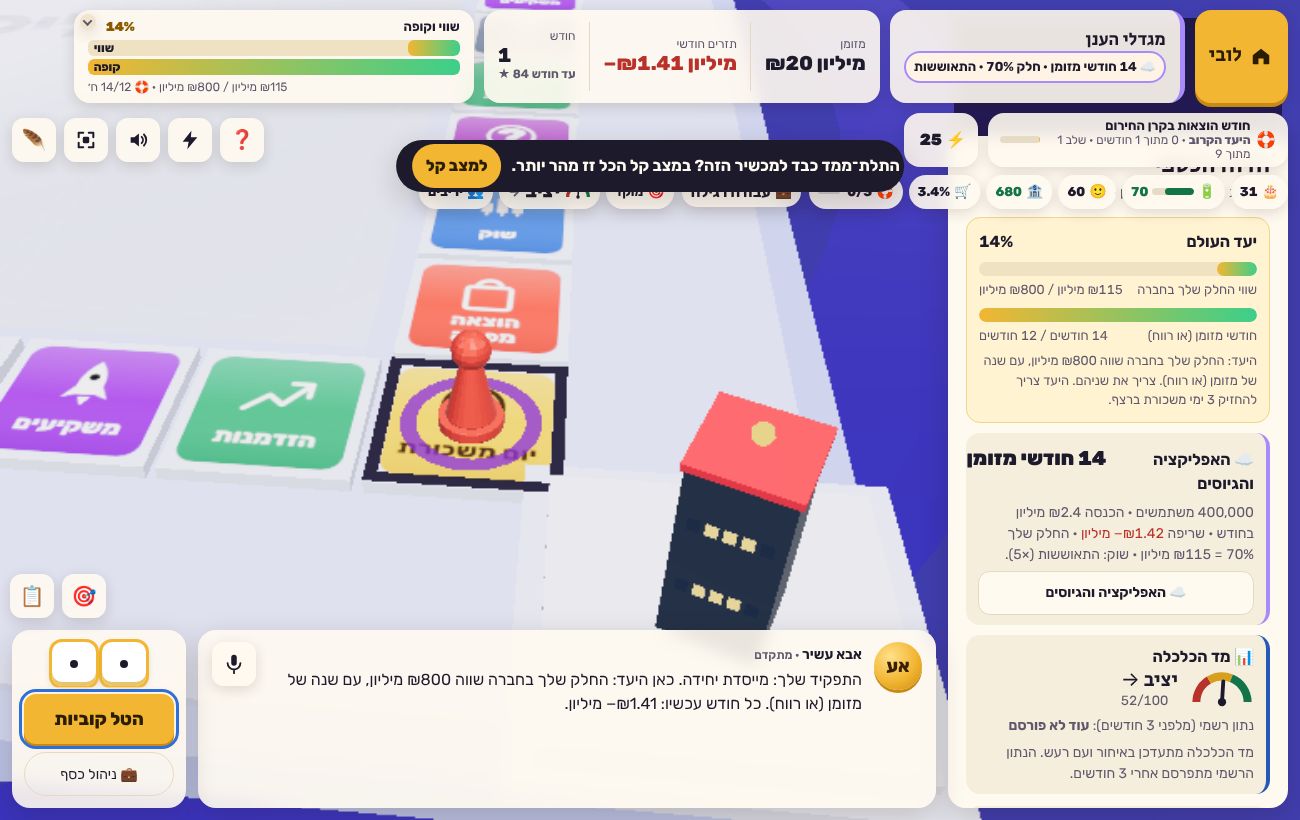 לובי
מגדלי הענן
14 חודשי מזומן · חלק 70% · התאוששות
מזומן
₪20 מיליון
תזרים חודשי
−₪1.41 מיליון
חודש
1
עד חודש 84 ★
שווי וקופה
14%
שווי
קופה
₪115 מיליון / ₪800 מיליון · 14/12 ח׳
חודש הוצאות בקרן החירום
היעד הקרוב · 0 מתוך 1 חודשים · שלב 1
מתוך 9
25
התלת־ממד כבד למכשיר הזה? במצב קל הכל זז מהר יותר.
למצב קל
31
70
60
680
3.4%
יעד העולם
14%
שווי החלק שלך בחברה
₪115 מיליון / ₪800 מיליון
חודשי מזומן (או רווח)
14 חודשים / 12 חודשים
היעד: החלק שלך בחברה שווה ₪800 מיליון, עם שנה
של מזומן (או רווח). צריך את שניהם. היעד צריך
להחזיק 3 ימי משכורת ברצף.
האפליקציה
והגיוסים
14 חודשי מזומן
400,000 משתמשים · הכנסה ₪2.4 מיליון
בחודש · שריפה −₪1.42 מיליון · החלק שלך
70% = ₪115 מיליון · שוק: התאוששות (×5).
האפליקציה והגיוסים
מד הכלכלה
יציב →
52/100
נתון רשמי (מלפני 3 חודשים): עוד לא פורסם
מד הכלכלה מתעדכן באיחור ועם רעש. הנתון
הרשמי מתפרסם אחרי 3 חודשים.
שוק
הוצאה
יום משכורת
הזדמנות
משקיעים
אע
אבא עשיר · מתקדם
התפקיד שלך: מייסדת יחידה. כאן היעד: החלק שלך בחברה שווה ₪800 מיליון, עם שנה של
מזומן (או רווח). כל חודש עכשיו: −₪1.41 מיליון.
הטל קוביות
ניהול כסף